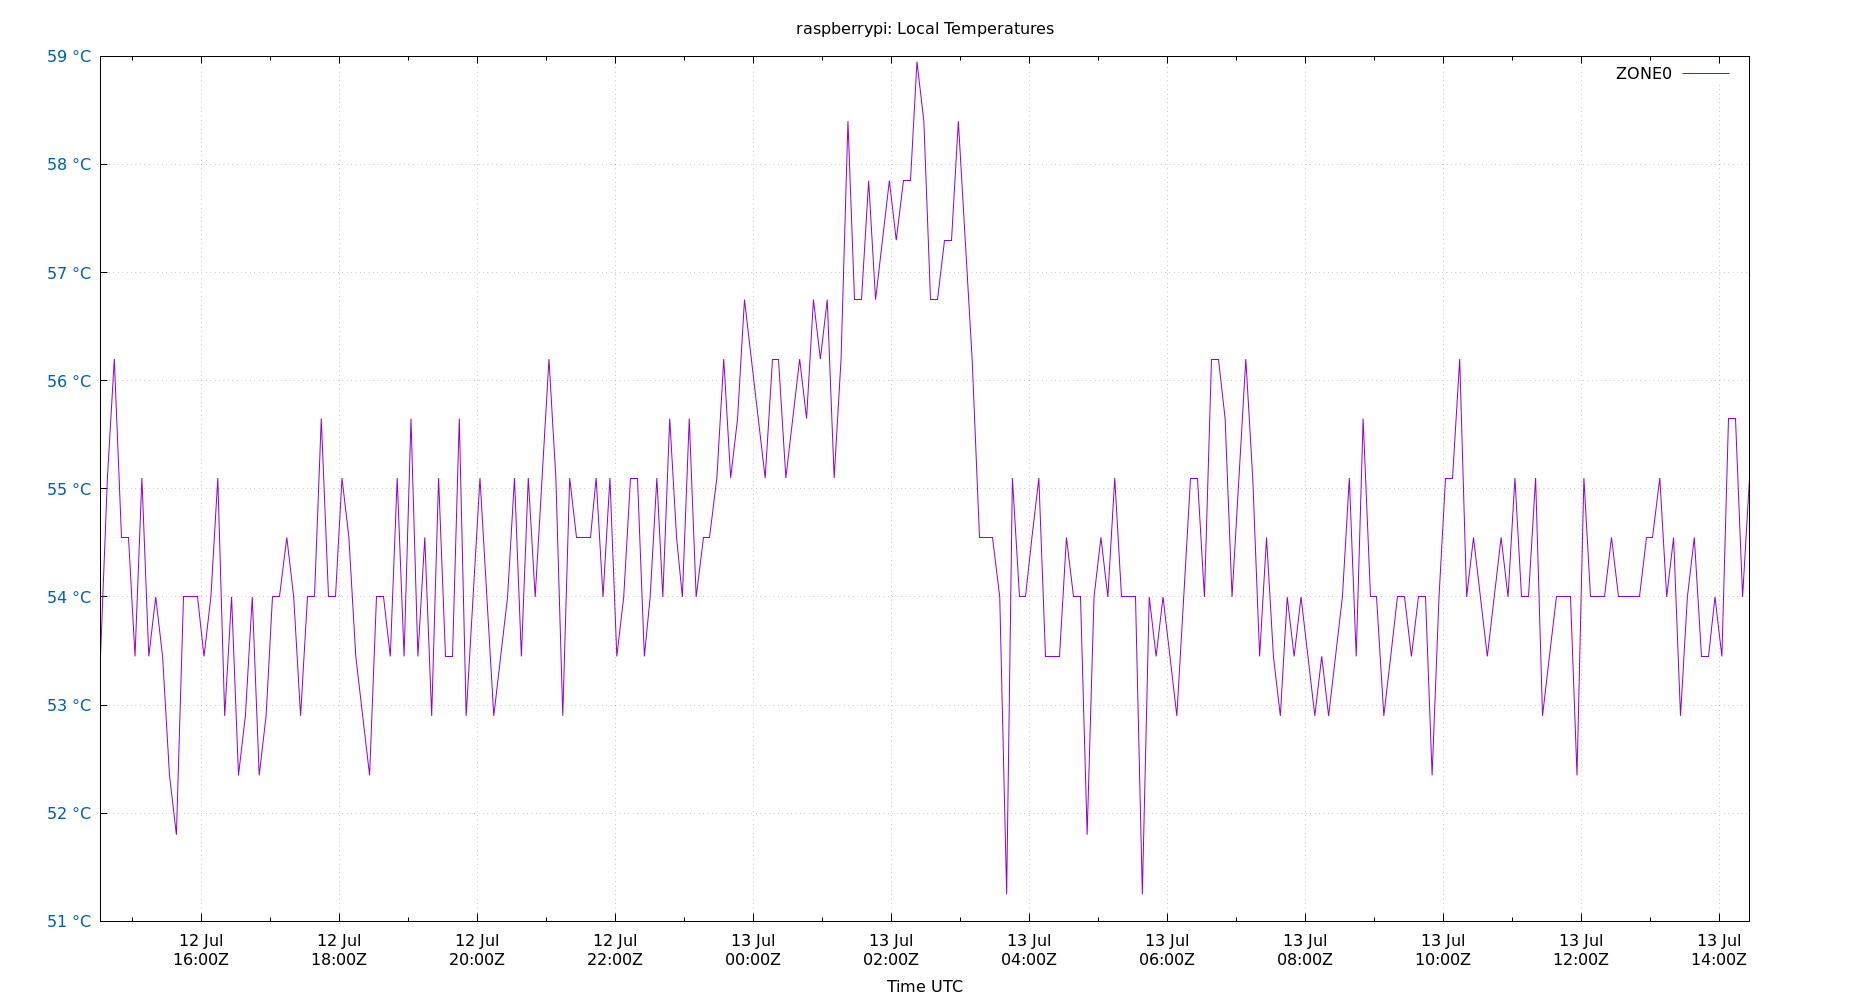 raspberrypi: Local Temperatures
59 °C
ZONE0
58 °C
57 °C
56 °C
55 °C
54 °C
53 °C
52 °C
51 °C
12 Jul 12 Jul 12 Jul 12 Jul 13 Jul 13 Jul 13 Jul 13 Jul 13 Jul 13 Jul 13 Jul 13 Jul
16:00Z 18:00Z 20:00Z 22:00Z 00:00Z 02:00Z 04:00Z 06:00Z 08:00Z 10:00Z 12:00Z 14:00Z
Time UTC